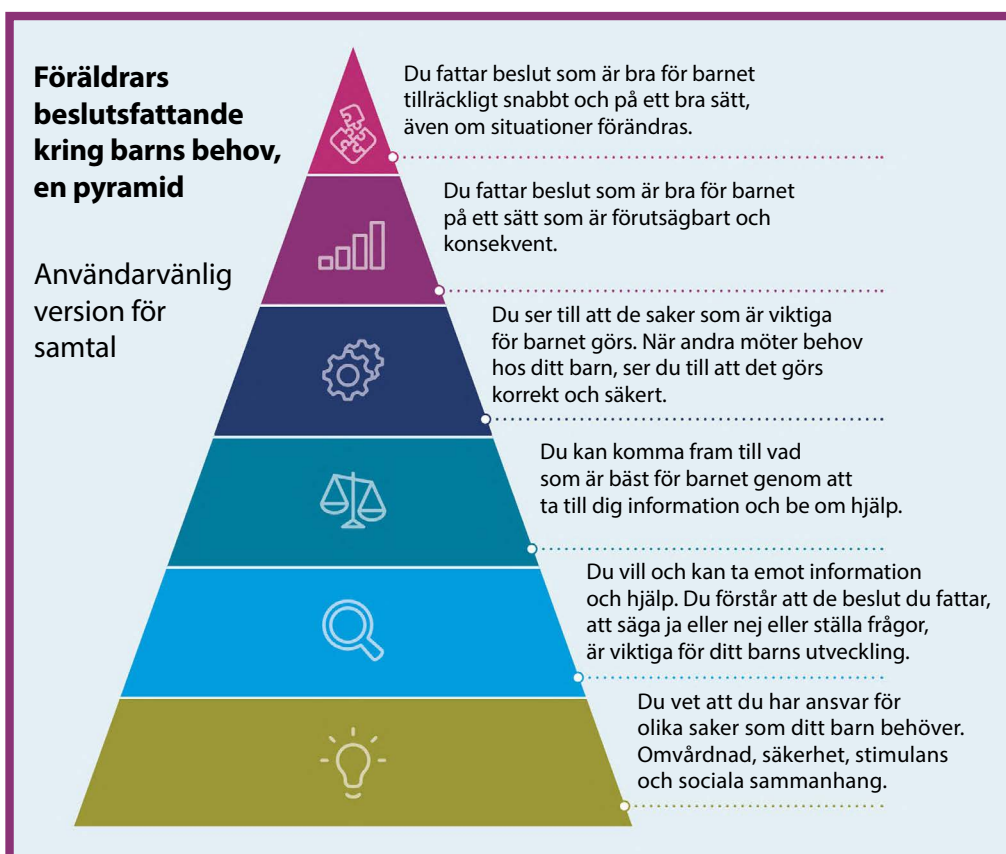 Föräldrars
beslutsfattande
kring barns behov,
en pyramid
Användarvänlig
version för
samtal
Du fattar beslut som är bra för barnet
tillräckligt snabbt och på ett bra sätt,
även om situationer förändras.
Du fattar beslut som är bra för barnet
på ett sätt som är förutsägbart och
konsekvent.
Du ser till att de saker som är viktiga
för barnet görs. När andra möter behov
hos ditt barn, ser du till att det görs
korrekt och säkert.
Du kan komma fram till vad
som är bäst för barnet genom att
ta till dig information och be om hjälp.
Du vill och kan ta emot information
och hjälp. Du förstår att de beslut du fattar,
att säga ja eller nej eller ställa frågor,
är viktiga för ditt barns utveckling.
Du vet att du har ansvar för
olika saker som ditt barn behöver.
Omvårdnad, säkerhet, stimulans
och sociala sammanhang.